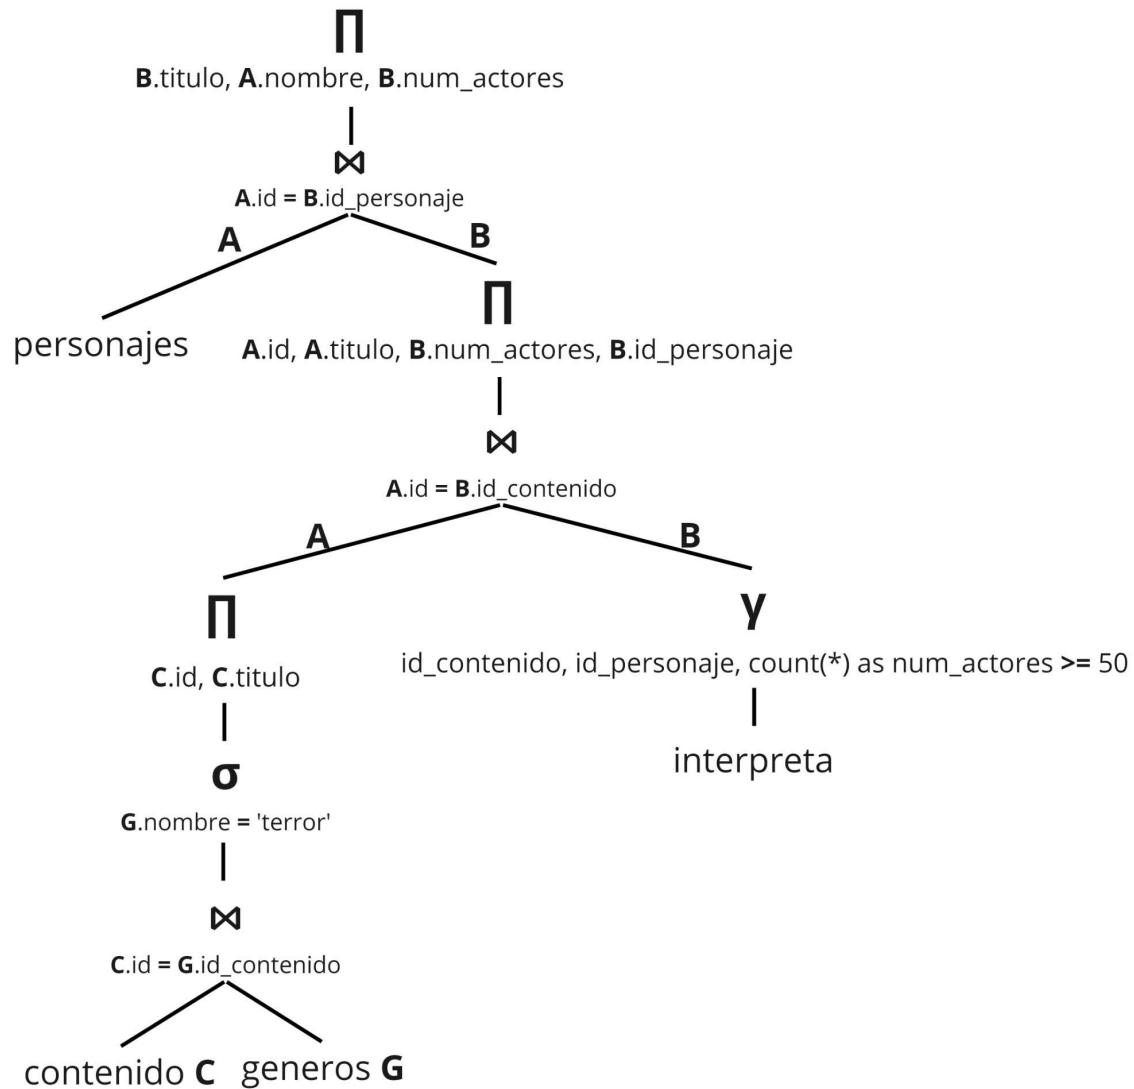 ∏
B.titulo, A.nombre, B.num_actores
⋈
A.id = B.id_personaje
A
B
personajes
∏
A.id, A.titulo, B.num_actores, B.id_personaje
⋈
A.id = B.id_contenido
A
B
∏
C.id, C.titulo
γ
id_contenido, id_personaje, count(*) as num_actores >= 50
interpreta
σ
G.nombre = 'terror'
⋈
C.id = G.id_contenido
contenido C
generos G